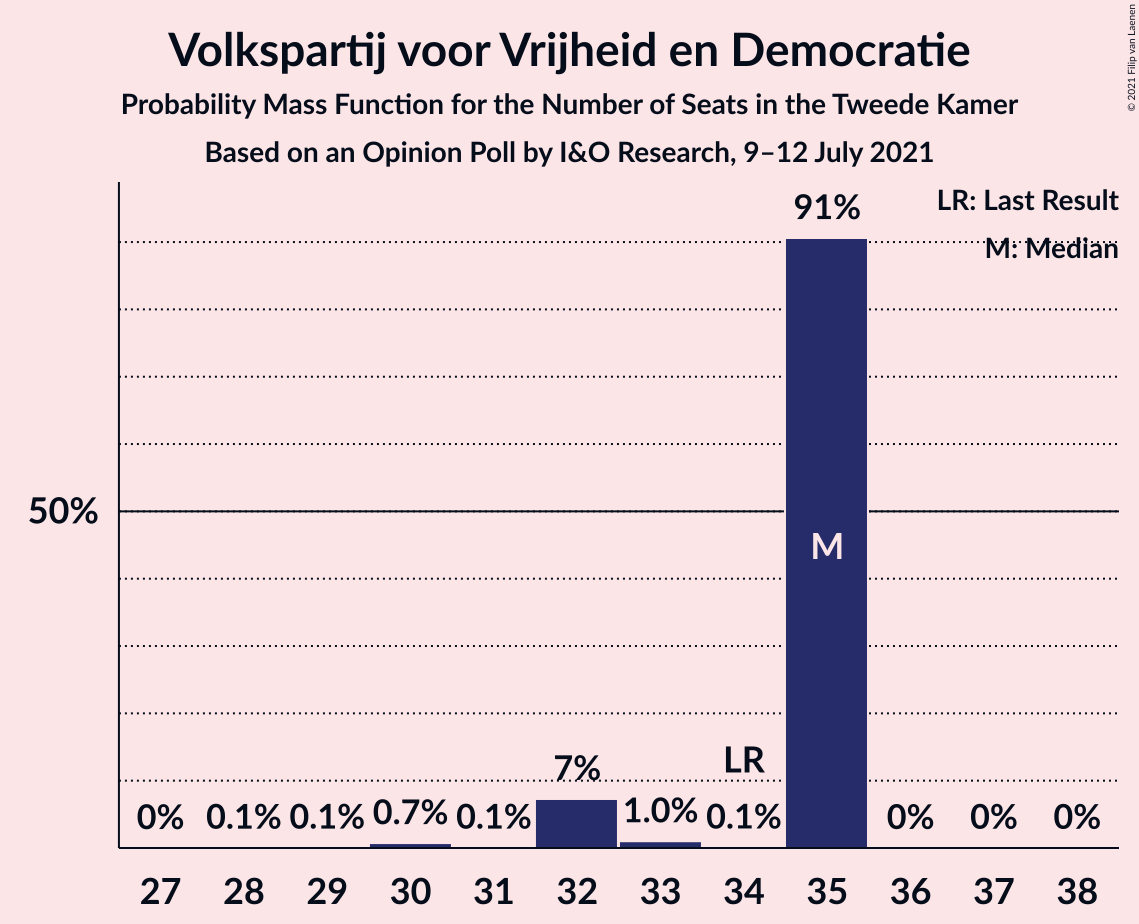 Volkspartij voor Vrijheid en Democratie
Probability Mass Function for the Number of Seats in the Tweede Kamer
Based on an Opinion Poll by I&O Research, 9–12 July 2021
© 2021 Filip van Laenen
LR: Last Result
M: Median
91%
50%
M
LR
7%
0% 0.1% 0.1% 0.7% 0.1% 1.0% 0.1% 0% 0% 0%
27 28 29 30 31 32 33 34 35 36 37 38